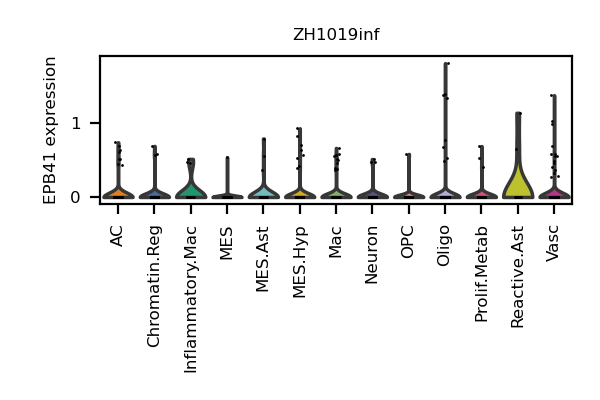 ZH1019inf
EPB41 expression
1
0
AC
Chromatin.Reg
Inflammatory.Mac
MES
MES.Ast
MES.Hyp
Mac
Neuron
OPC
Oligo
Prolif.Metab
Reactive.Ast
Vasc